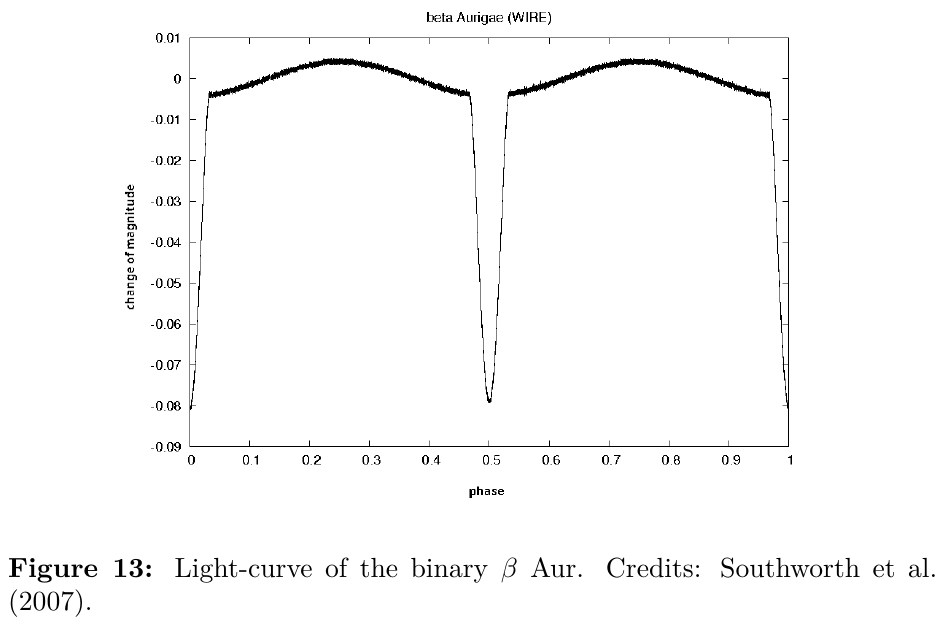 beta Aurigae (WIRE)
0.01
0
-0.01
-0.02
-0.03
-0.04
-0.05
-0.06
-0.07
-0.08
-0.09
change of magnitude
0 0.1 0.2 0.3 0.4 0.5 0.6 0.7 0.8 0.9 1
phase
Figure 13: Light-curve of the binary β Aur. Credits: Southworth et al.
(2007).